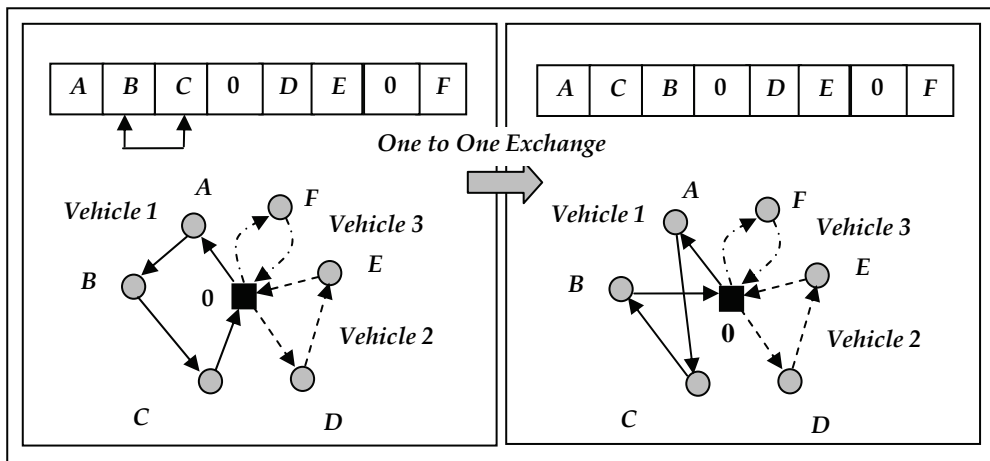 A B C 0 D E 0 F
A C B 0 D E 0 F
One to One Exchange
A
F
Vehicle 1
Vehicle 3
B
E
0
Vehicle 2
C
D
A
F
Vehicle 1
Vehicle 3
B
E
0
Vehicle 2
C
D